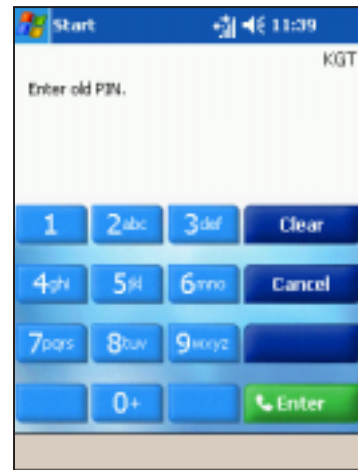 Start 11:39
KGT
Enter old PIN.
1 2abc 3def Clear
4ghi 5jkl 6mno Cancel
7pqrs 8tuv 9wxyz
0+ Enter